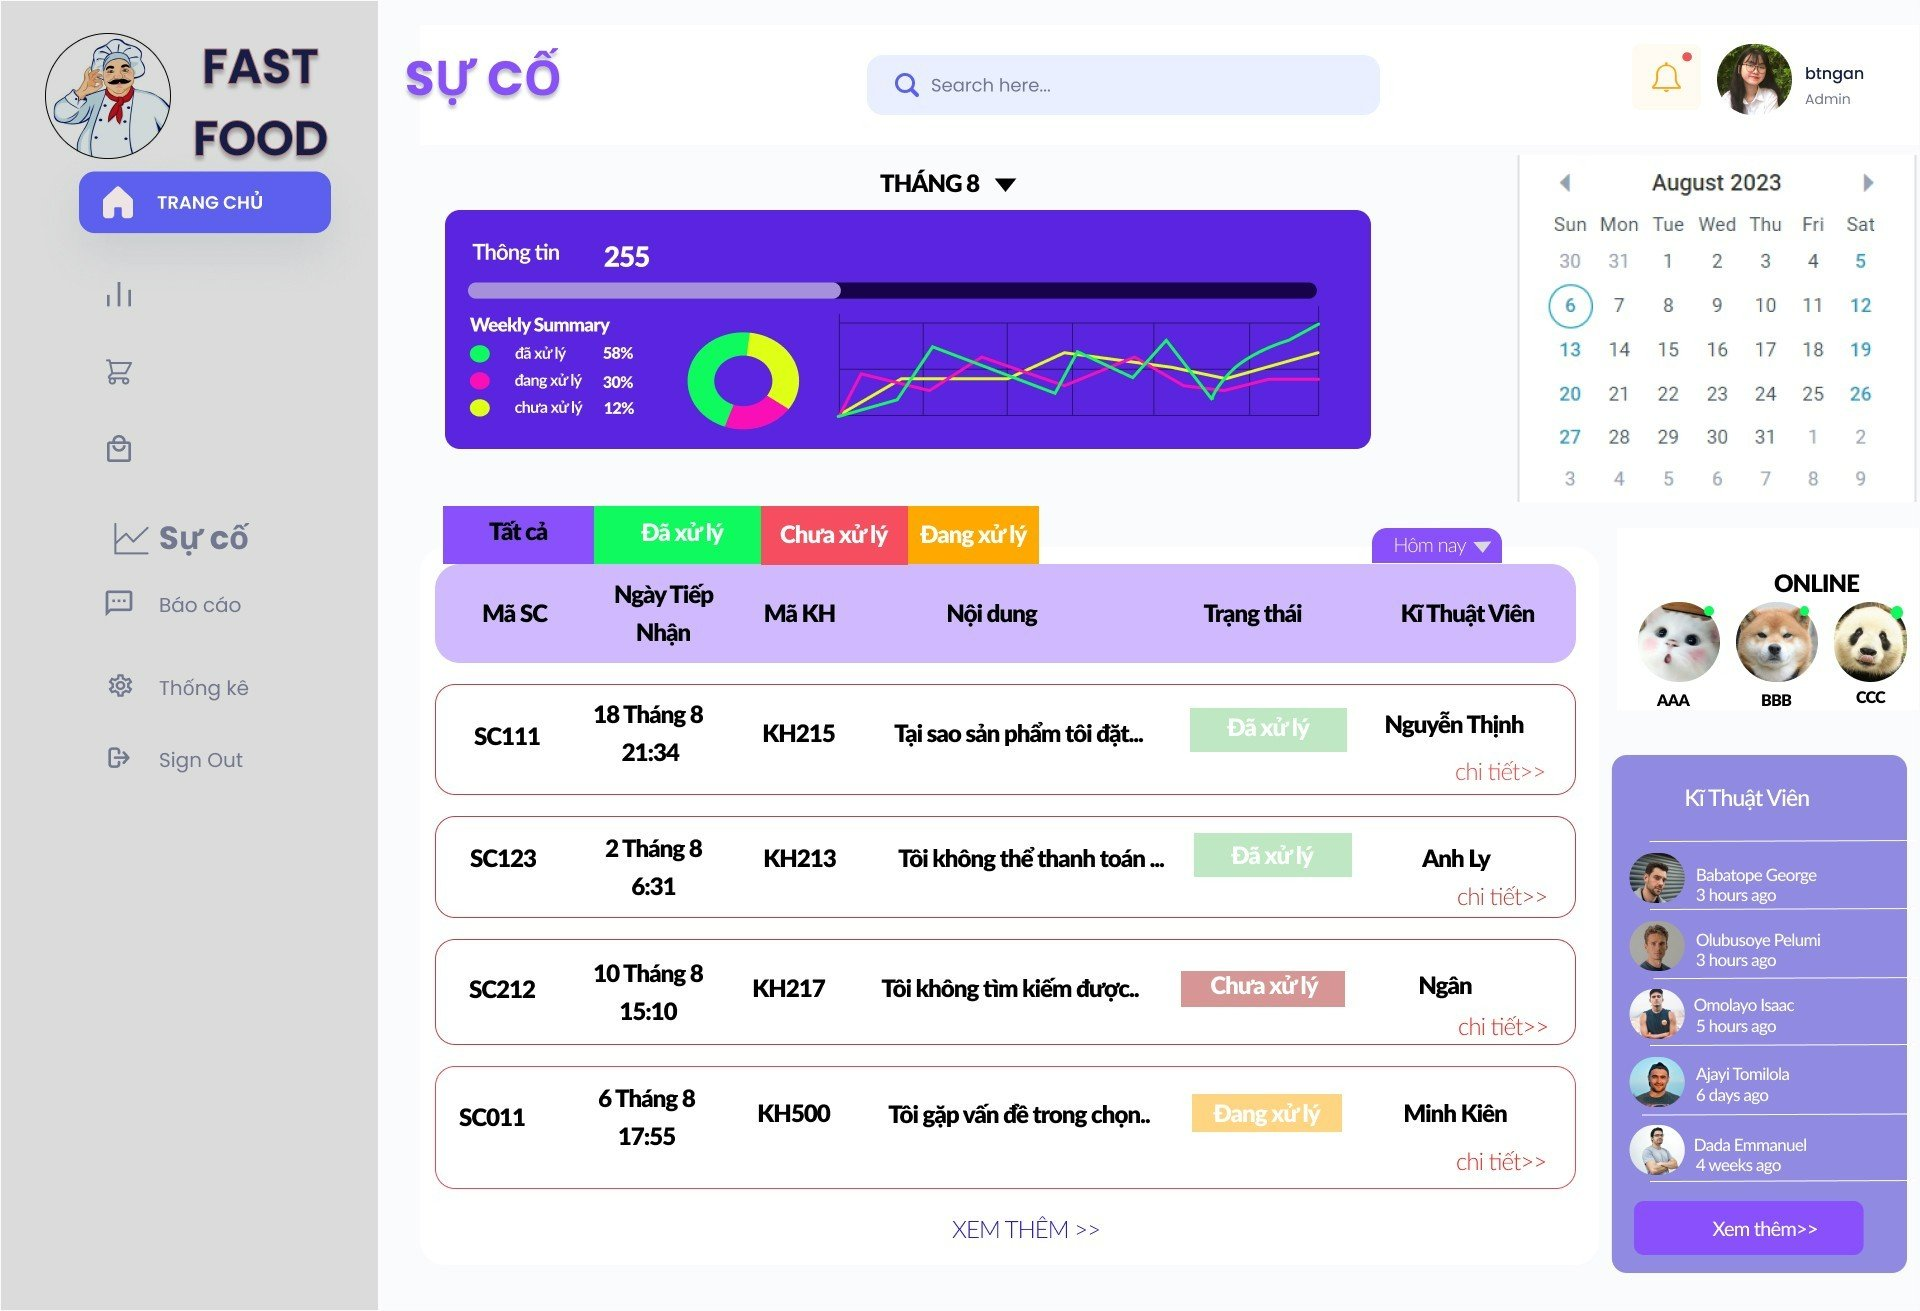 FAST
FOOD
TRANG CHỦ
Sự cố
Báo cáo
Thống kê
Sign Out
SỰ CỐ
Search here...
btngan
Admin
THÁNG 8
Thông tin 255
Weekly Summary
đã xử lý 58%
đang xử lý 30%
chưa xử lý 12%
August 2023
Sun Mon Tue Wed Thu Fri Sat
30 31 1 2 3 4 5
6 7 8 9 10 11 12
13 14 15 16 17 18 19
20 21 22 23 24 25 26
27 28 29 30 31 1 2
3 4 5 6 7 8 9
Tất cả Đã xử lý Chưa xử lý Đang xử lý
Hôm nay
Mã SC Ngày Tiếp Nhận Mã KH Nội dung Trạng thái Kĩ Thuật Viên
SC111 18 Tháng 8 21:34 KH215 Tại sao sản phẩm tôi đặt... Đã xử lý Nguyễn Thịnh
chi tiết>>
SC123 2 Tháng 8 6:31 KH213 Tôi không thể thanh toán ... Đã xử lý Anh Ly
chi tiết>>
SC212 10 Tháng 8 15:10 KH217 Tôi không tìm kiếm được.. Chưa xử lý Ngân
chi tiết>>
SC011 6 Tháng 8 17:55 KH500 Tôi gặp vấn đề trong chọn.. Đang xử lý Minh Kiên
chi tiết>>
XEM THÊM >>
ONLINE
AAA BBB CCC
Kĩ Thuật Viên
Babatope George
3 hours ago
Olubusoye Pelumi
3 hours ago
Omolayo Isaac
5 hours ago
Ajayi Tomilola
6 days ago
Dada Emmanuel
4 weeks ago
Xem thêm>>